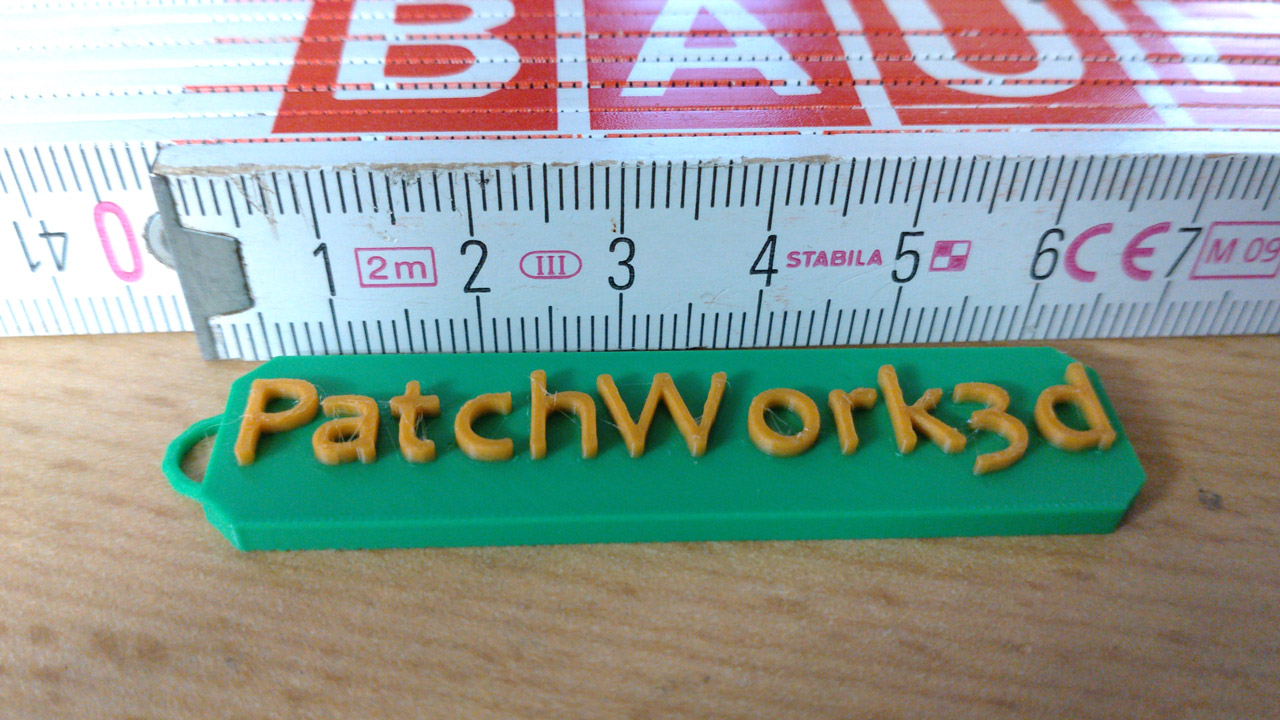 BAU
41 0 1 2m 2 III 3 4 STABILA 5 6 CE 7 M 09
PatchWork3d